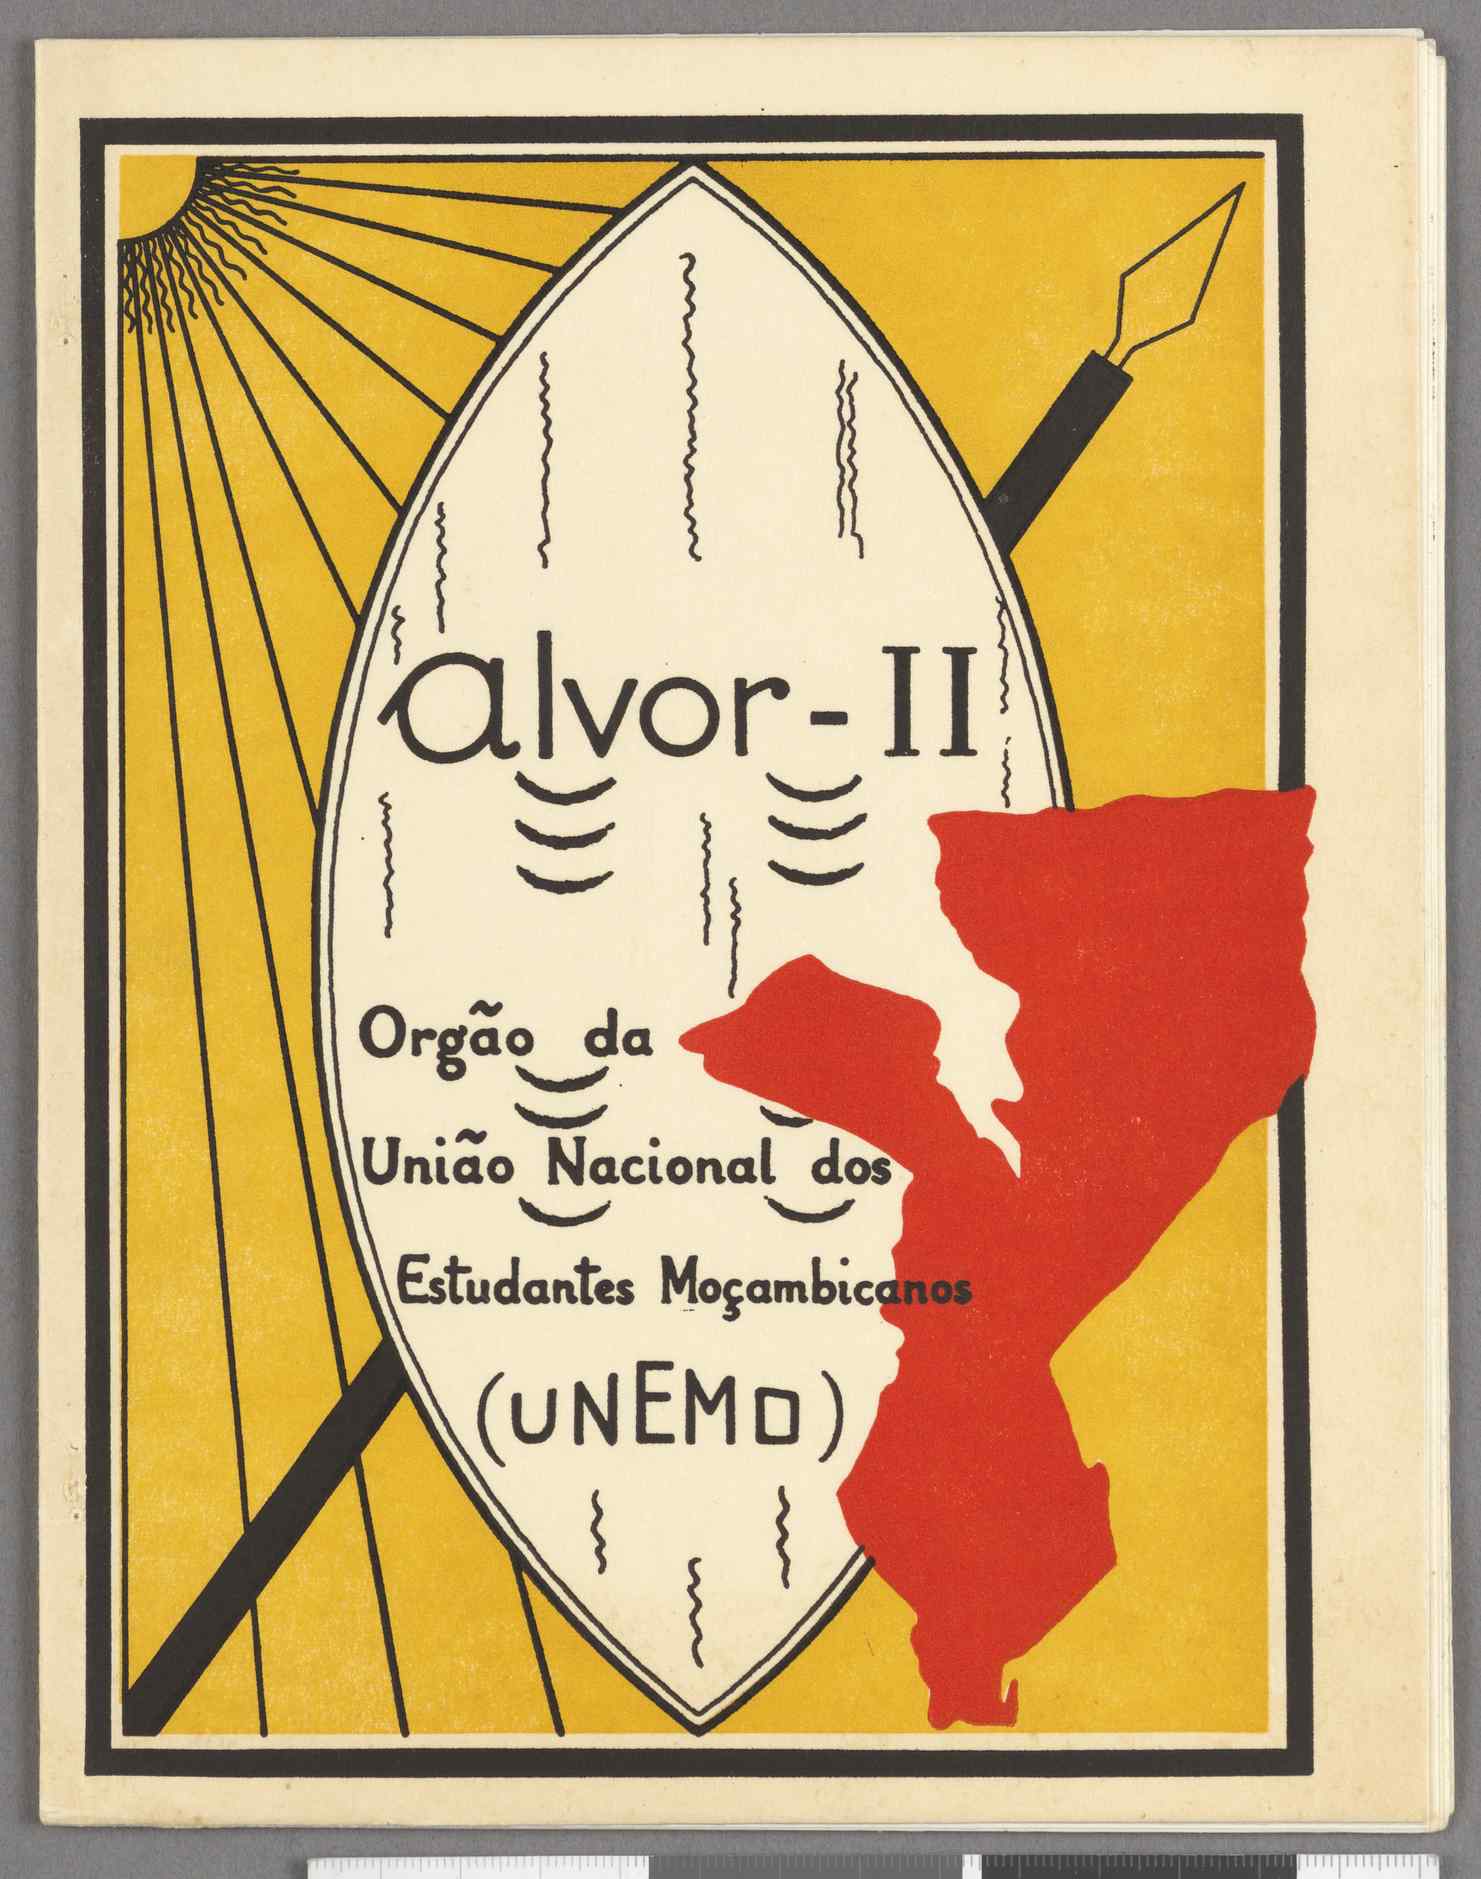 alvor-II
Orgão da
União Nacional dos
Estudantes Moçambicanos
(UNEMO)